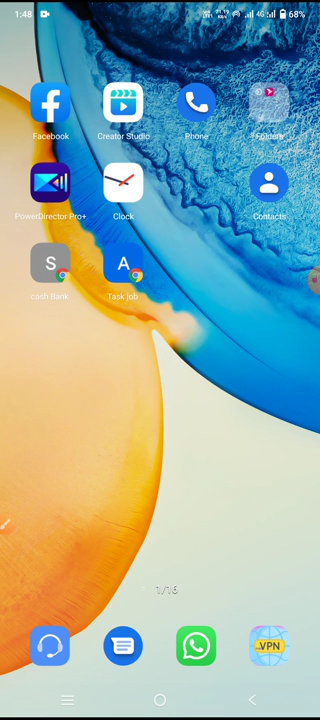 1:48
4G
68%
Facebook
Creator Studio
Phone
Folders
PowerDirector Pro+
Clock
Contacts
S
A
cash Bank
Task job
1/16
VPN